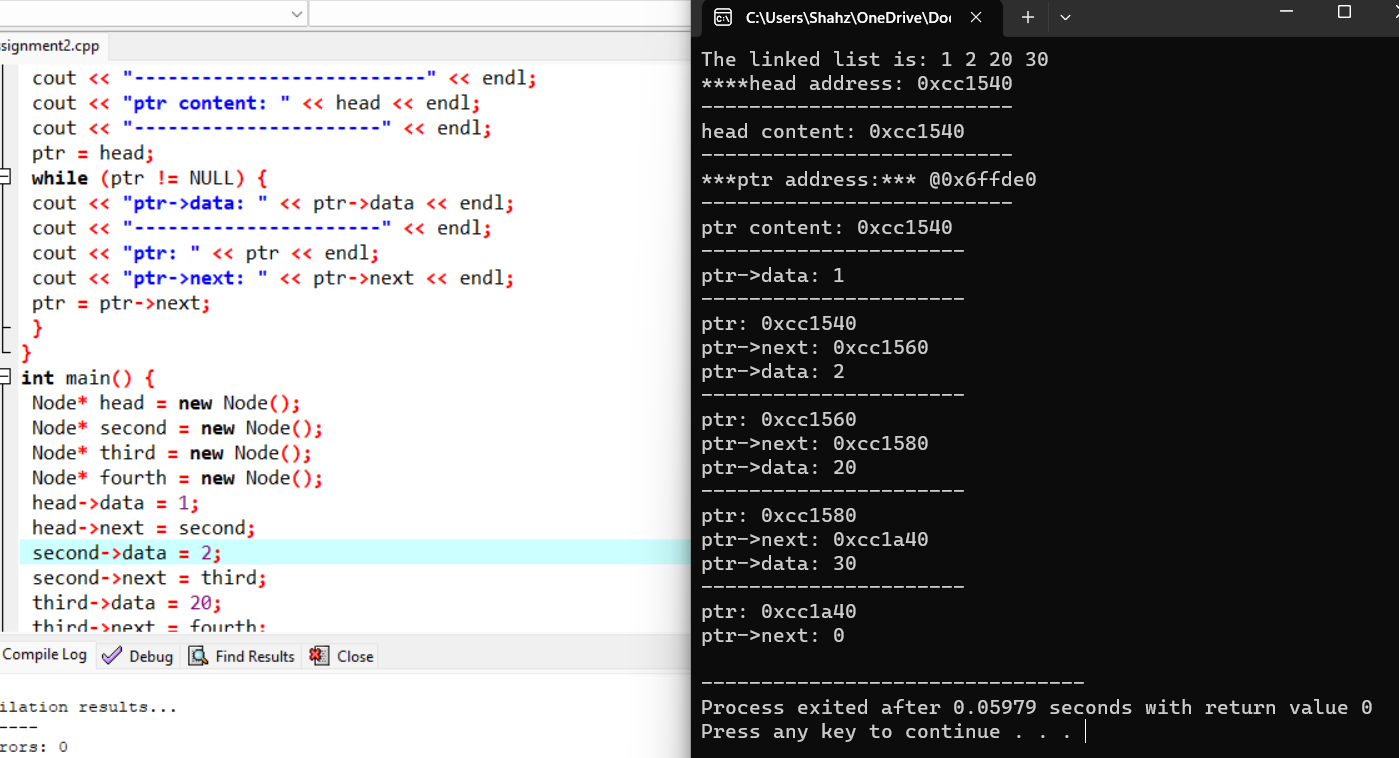 ssignment2.cpp
cout << "--------------------------" << endl;
cout << "ptr content: " << head << endl;
cout << "----------------------" << endl;
ptr = head;
while (ptr != NULL) {
cout << "ptr->data: " << ptr->data << endl;
cout << "----------------------" << endl;
cout << "ptr: " << ptr << endl;
cout << "ptr->next: " << ptr->next << endl;
ptr = ptr->next;
}
}
int main() {
Node* head = new Node();
Node* second = new Node();
Node* third = new Node();
Node* fourth = new Node();
head->data = 1;
head->next = second;
second->data = 2;
second->next = third;
third->data = 20;
third->next = fourth;
Compile Log Debug Find Results Close
ilation results...
----
rors: 0
C:\Users\Shahz\OneDrive\Doc
The linked list is: 1 2 20 30
****head address: 0xcc1540
--------------------------
head content: 0xcc1540
--------------------------
***ptr address:*** @0x6ffde0
--------------------------
ptr content: 0xcc1540
----------------------
ptr->data: 1
----------------------
ptr: 0xcc1540
ptr->next: 0xcc1560
ptr->data: 2
----------------------
ptr: 0xcc1560
ptr->next: 0xcc1580
ptr->data: 20
----------------------
ptr: 0xcc1580
ptr->next: 0xcc1a40
ptr->data: 30
----------------------
ptr: 0xcc1a40
ptr->next: 0
--------------------------------
Process exited after 0.05979 seconds with return value 0
Press any key to continue . . .